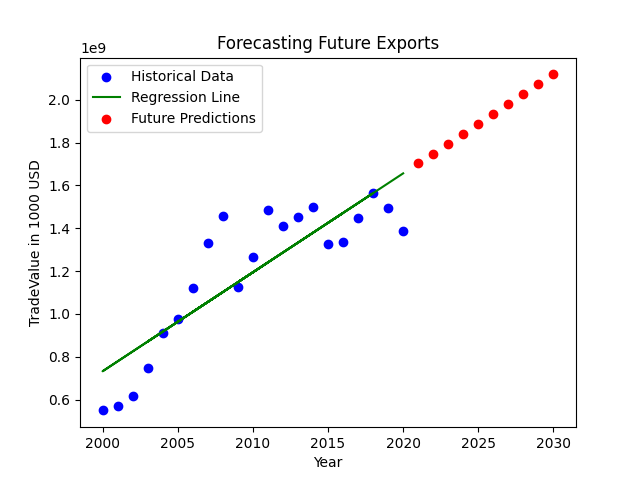 Forecasting Future Exports
1e9
Historical Data
Regression Line
Future Predictions
2.0
1.8
1.6
1.4
1.2
1.0
0.8
0.6
TradeValue in 1000 USD
2000 2005 2010 2015 2020 2025 2030
Year